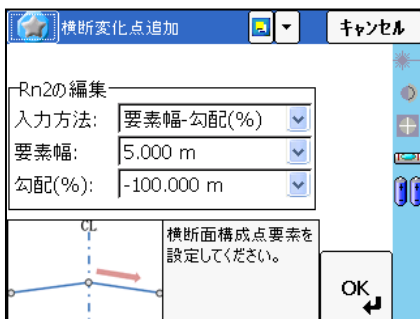 横断変化点追加
キャンセル
Rn2の編集
入力方法: 要素幅-勾配(%)
要素幅: 5.000 m
勾配(%): -100.000 m
CL
横断面構成点要素を
設定してください。
OK